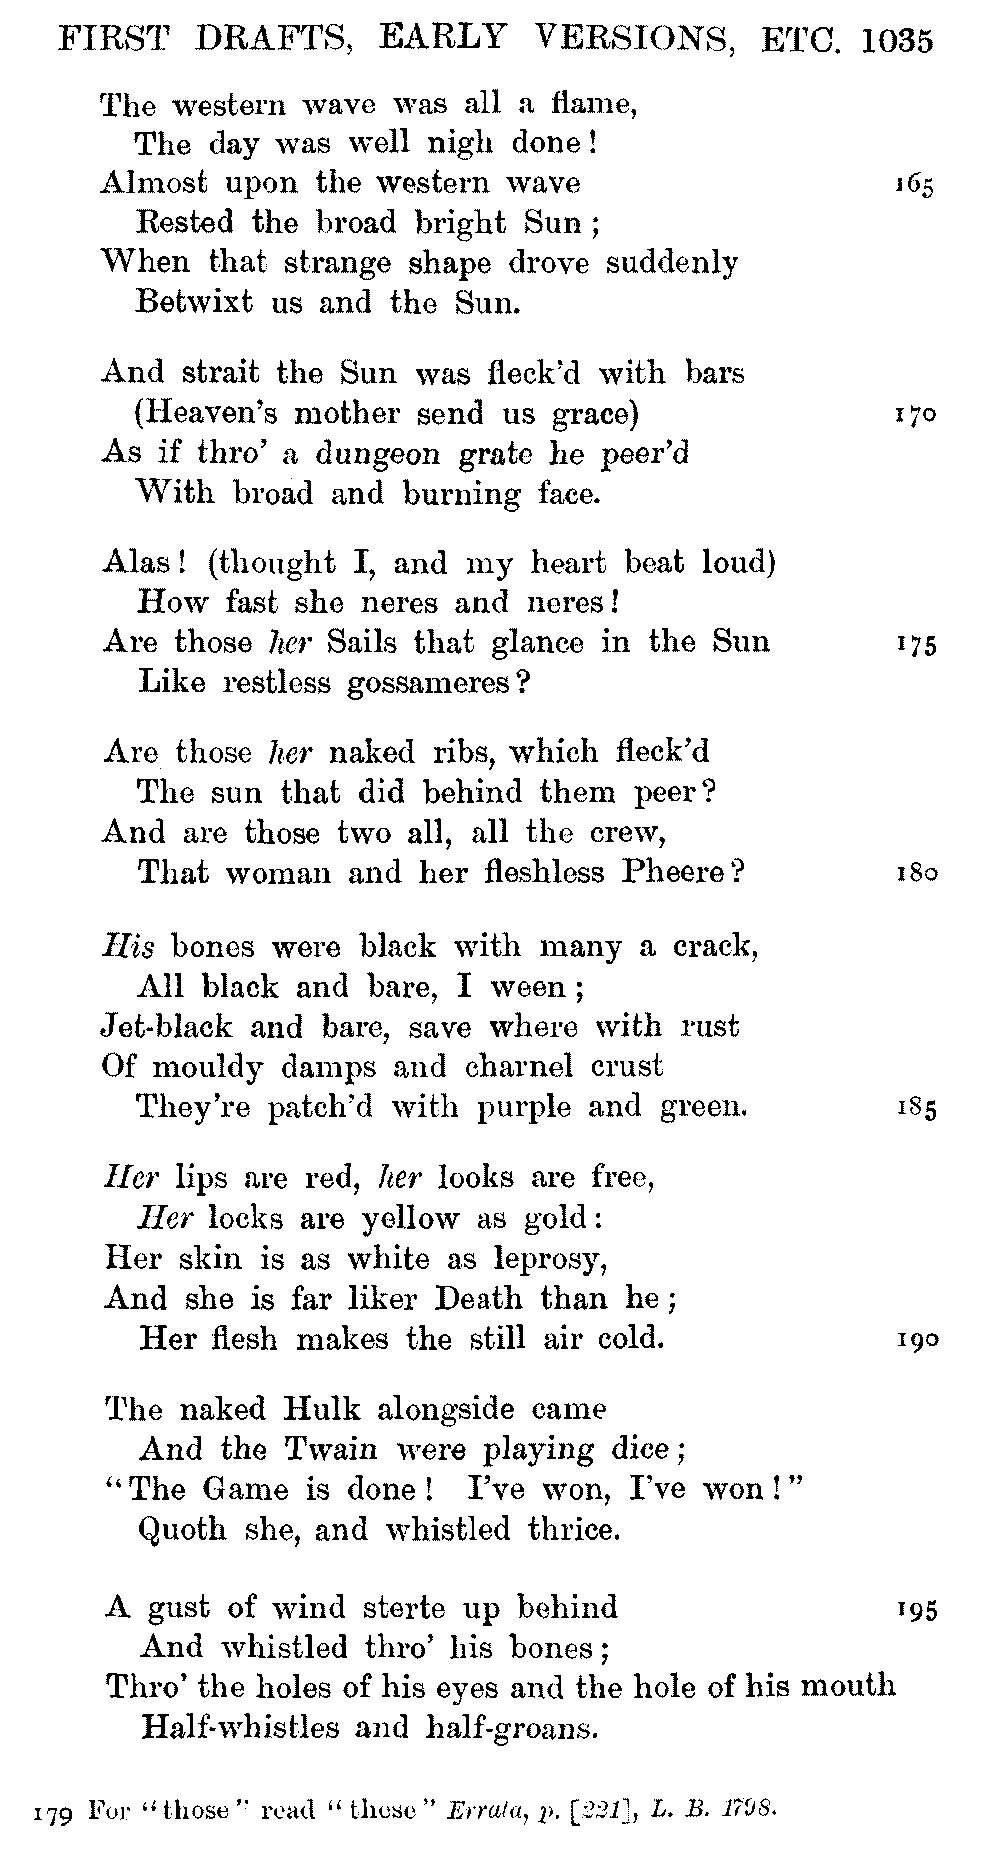 FIRST DRAFTS, EARLY VERSIONS, ETC. 1035
The western wave was all a flame,
The day was well nigh done!
Almost upon the western wave 165
Rested the broad bright Sun;
When that strange shape drove suddenly
Betwixt us and the Sun.
And strait the Sun was fleck'd with bars
(Heaven's mother send us grace) 170
As if thro' a dungeon grate he peer'd
With broad and burning face.
Alas! (thought I, and my heart beat loud)
How fast she neres and neres!
Are those her Sails that glance in the Sun 175
Like restless gossameres?
Are those her naked ribs, which fleck'd
The sun that did behind them peer?
And are those two all, all the crew,
That woman and her fleshless Pheere? 180
His bones were black with many a crack,
All black and bare, I ween;
Jet-black and bare, save where with rust
Of mouldy damps and charnel crust
They're patch'd with purple and green. 185
Her lips are red, her looks are free,
Her locks are yellow as gold:
Her skin is as white as leprosy,
And she is far liker Death than he;
Her flesh makes the still air cold. 190
The naked Hulk alongside came
And the Twain were playing dice;
"The Game is done! I've won, I've won!"
Quoth she, and whistled thrice.
A gust of wind sterte up behind 195
And whistled thro' his bones;
Thro' the holes of his eyes and the hole of his mouth
Half-whistles and half-groans.
179 For "those" read "these" Errata, p. [221], L. B. 1798.